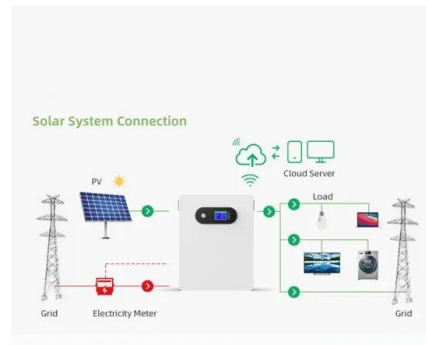 Solar System Connection
Cloud Server
PV
Load
Grid
Electricity Meter
Grid